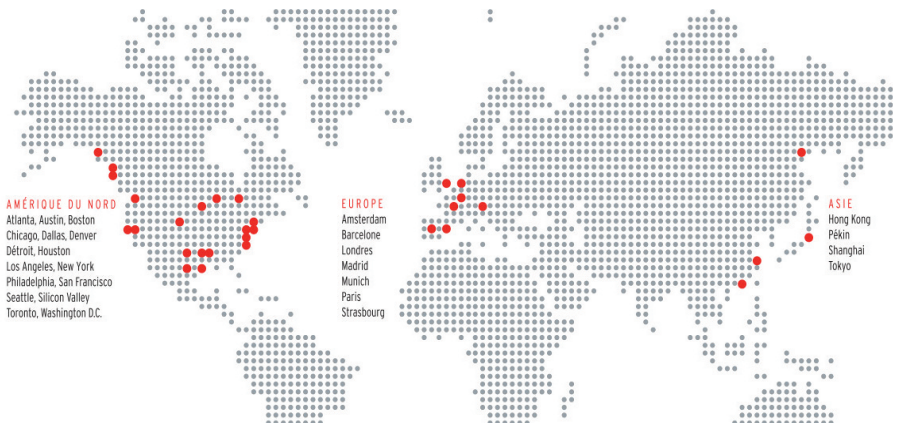 AMÉRIQUE DU NORD
Atlanta, Austin, Boston
Chicago, Dallas, Denver
Détroit, Houston
Los Angeles, New York
Philadelphia, San Francisco
Seattle, Silicon Valley
Toronto, Washington D.C.
EUROPE
Amsterdam
Barcelone
Londres
Madrid
Munich
Paris
Strasbourg
ASIE
Hong Kong
Pékin
Shanghai
Tokyo